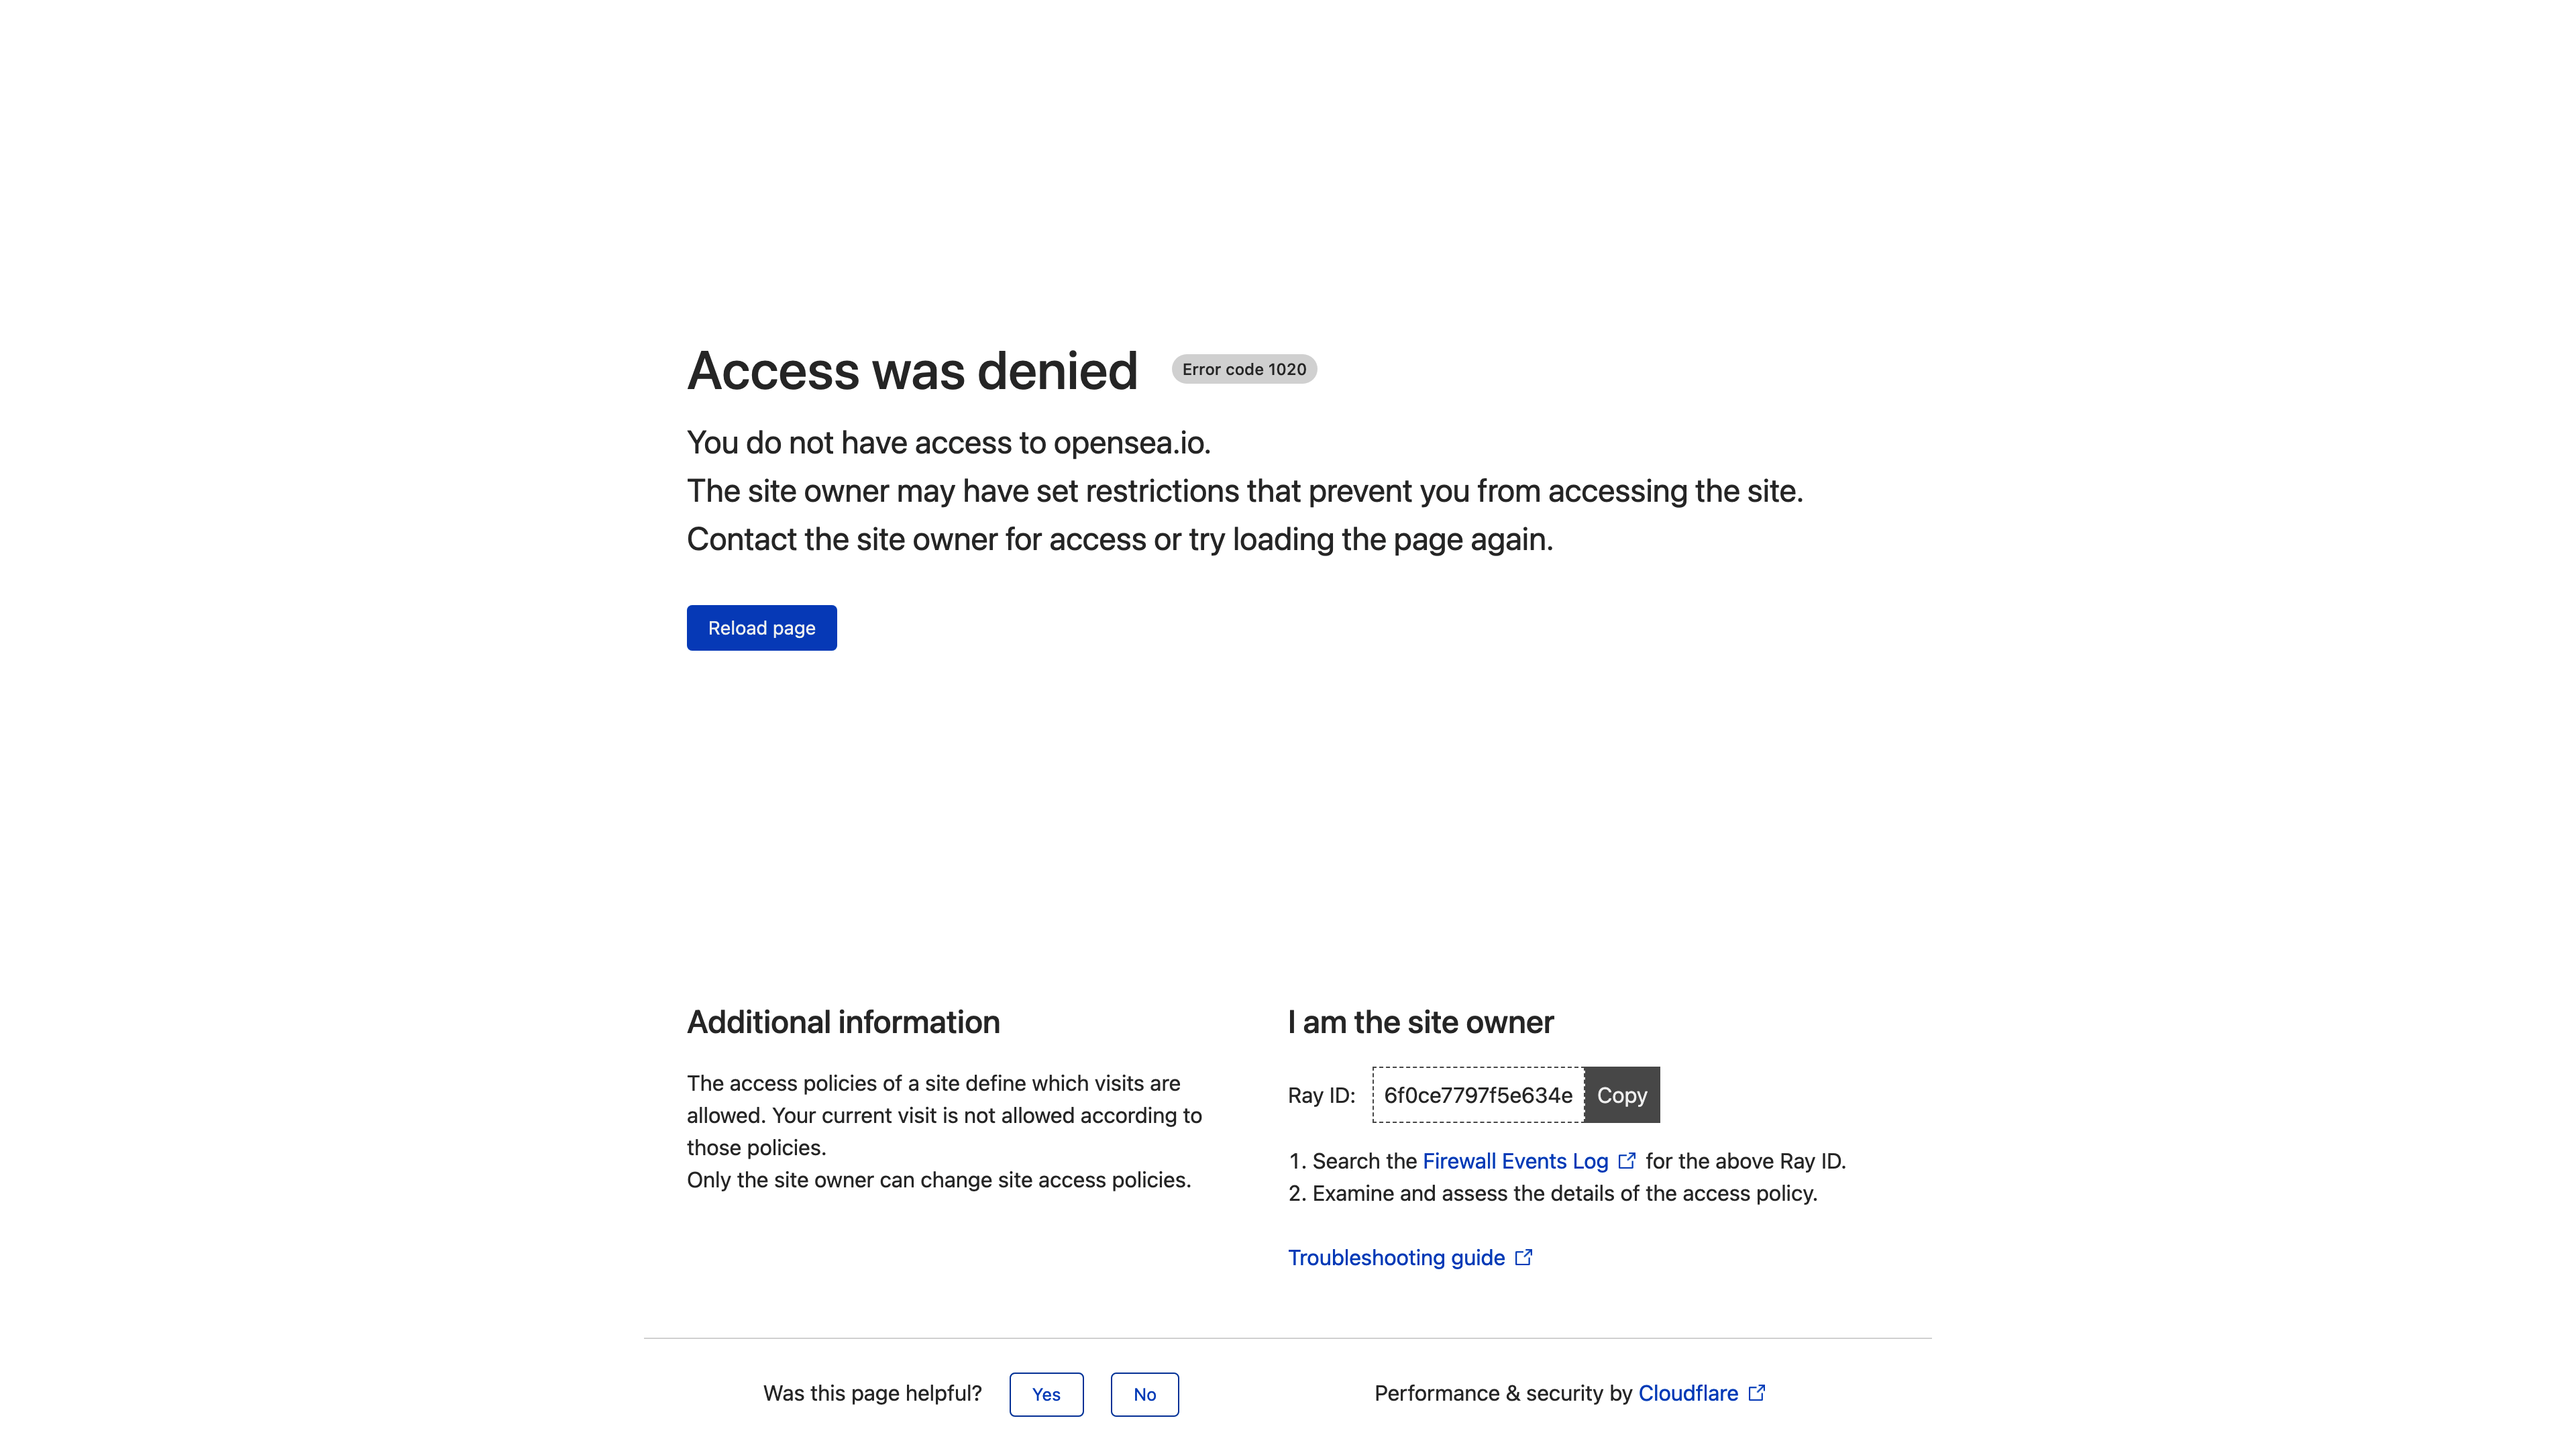 Access was denied
Error code 1020
You do not have access to opensea.io.
The site owner may have set restrictions that prevent you from accessing the site.
Contact the site owner for access or try loading the page again.
Reload page
Additional information
The access policies of a site define which visits are
allowed. Your current visit is not allowed according to
those policies.
Only the site owner can change site access policies.
I am the site owner
Ray ID: 6f0ce7797f5e634e Copy
1. Search the Firewall Events Log for the above Ray ID.
2. Examine and assess the details of the access policy.
Troubleshooting guide
Was this page helpful? Yes No
Performance & security by Cloudflare